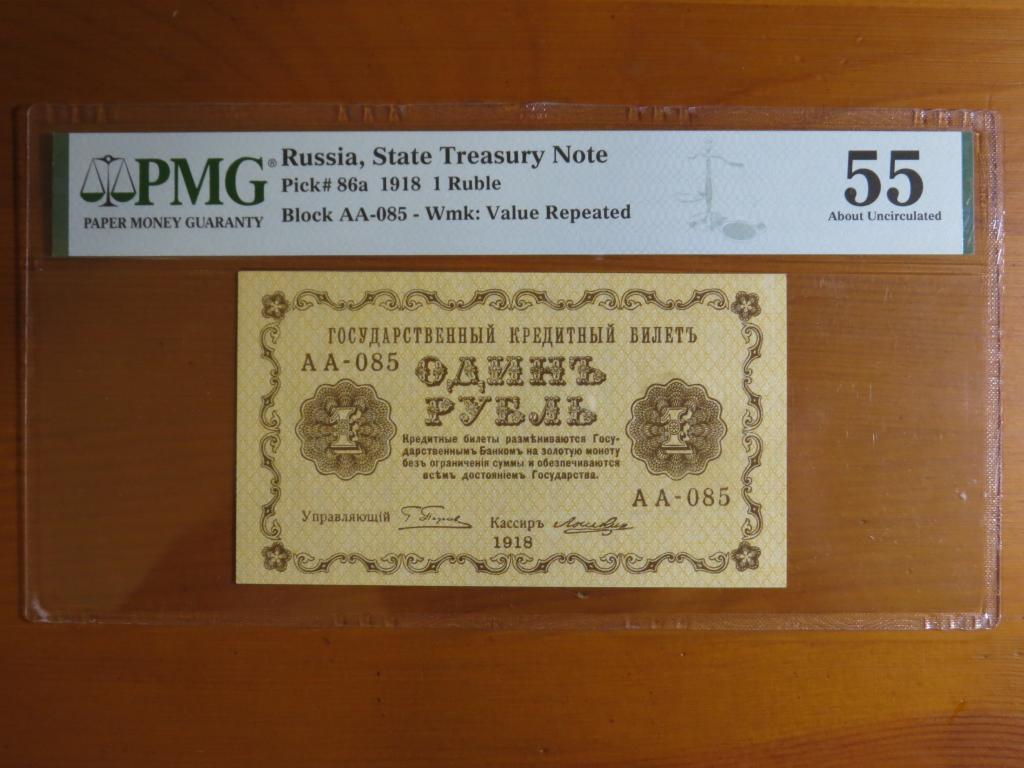 PMG®
PAPER MONEY GUARANTY
Russia, State Treasury Note
Pick# 86a 1918 1 Ruble
Block AA-085 - Wmk: Value Repeated
55
About Uncirculated
ГОСУДАРСТВЕННЫЙ КРЕДИТНЫЙ БИЛЕТЪ
АА-085
ОДИНЪ
РУБЛЬ
1
1
Кредитные билеты размѣниваются Госу-
дарственнымъ Банкомъ на золотую монету
безъ ограниченія суммы и обезпечиваются
всѣмъ достояніемъ Государства.
АА-085
Управляющій
Кассиръ
1918